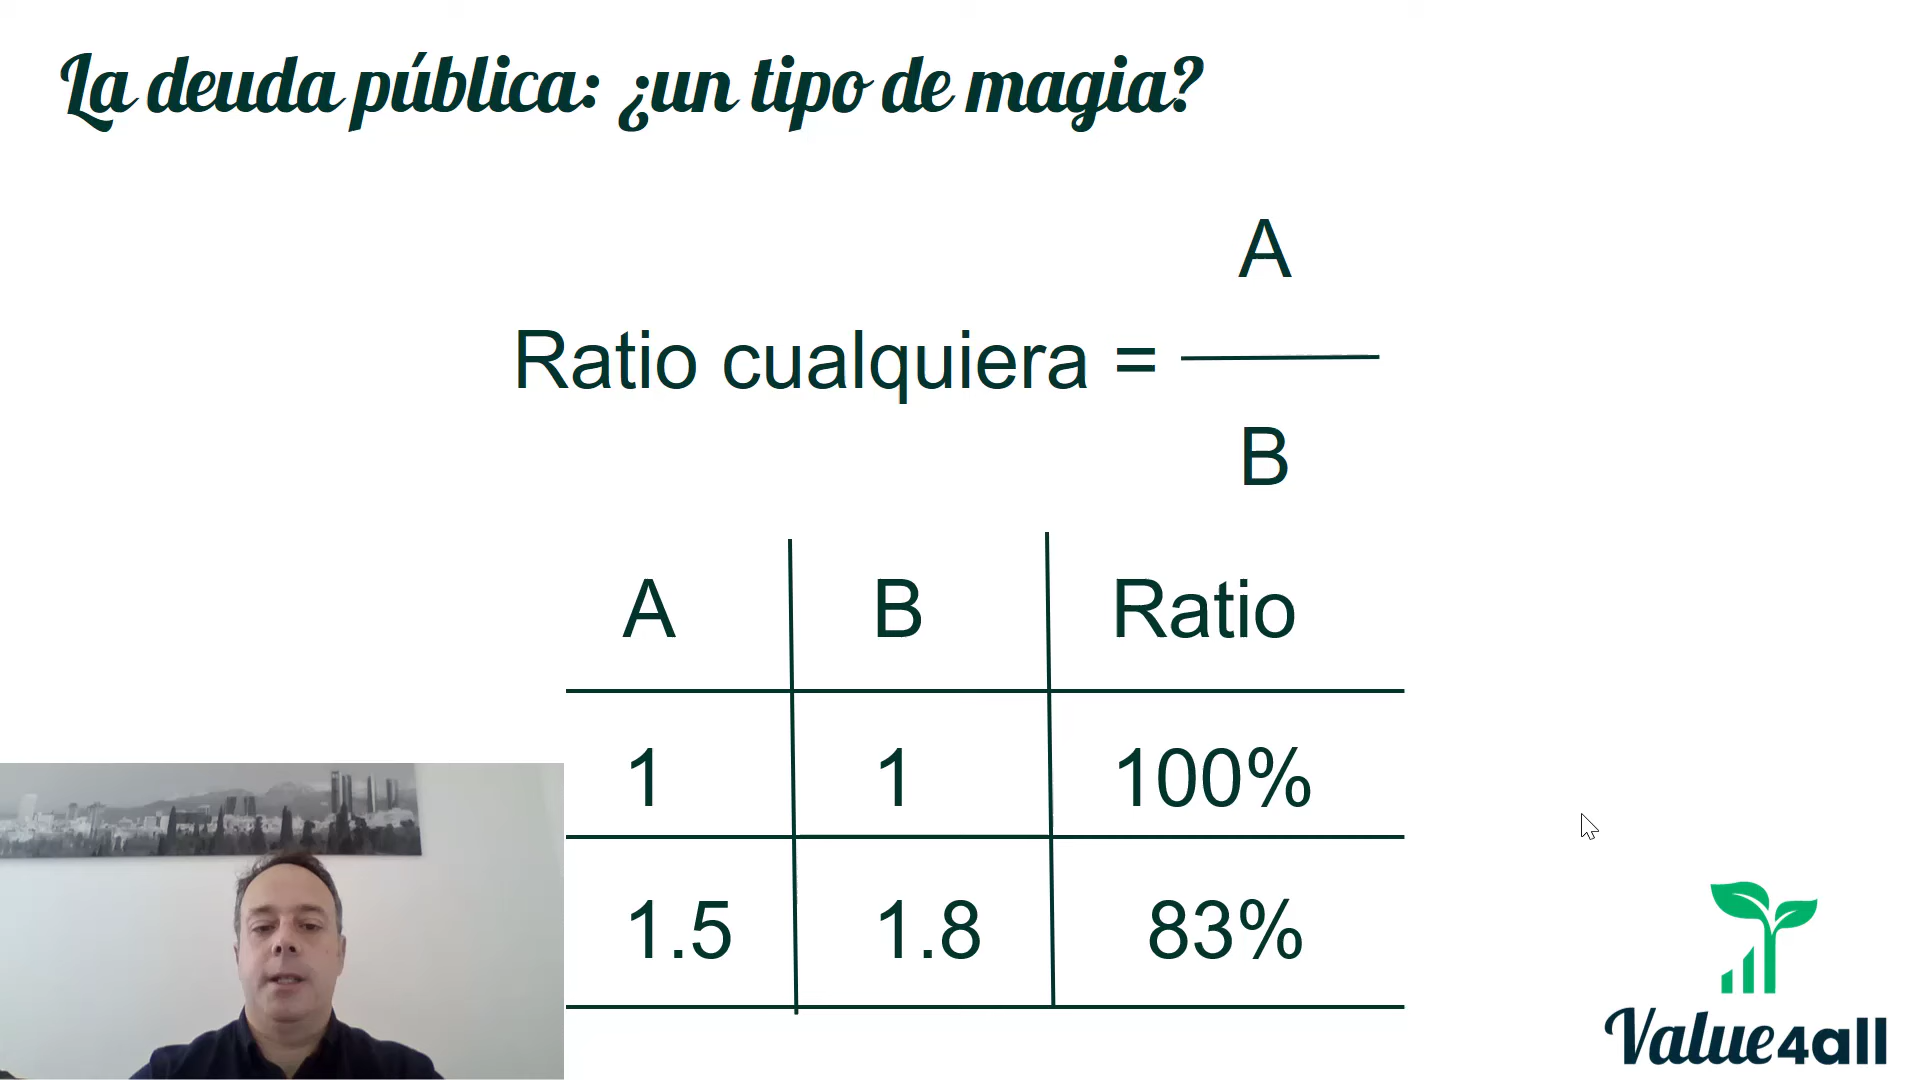 La deuda pública: ¿un tipo de magia?
A
Ratio cualquiera =
B
A B Ratio
1 1 100%
1.5 1.8 83%
Value4all